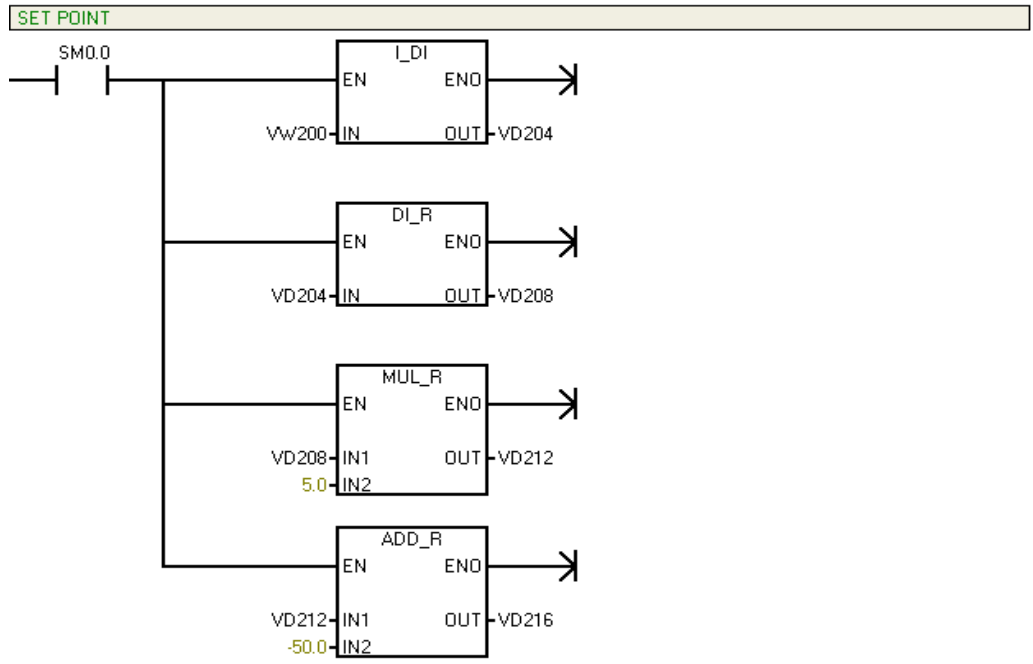 SET POINT
SM0.0
I_DI
EN ENO
VW200 IN OUT VD204
DI_R
EN ENO
VD204 IN OUT VD208
MUL_R
EN ENO
VD208 IN1 OUT VD212
5.0 IN2
ADD_R
EN ENO
VD212 IN1 OUT VD216
-50.0 IN2